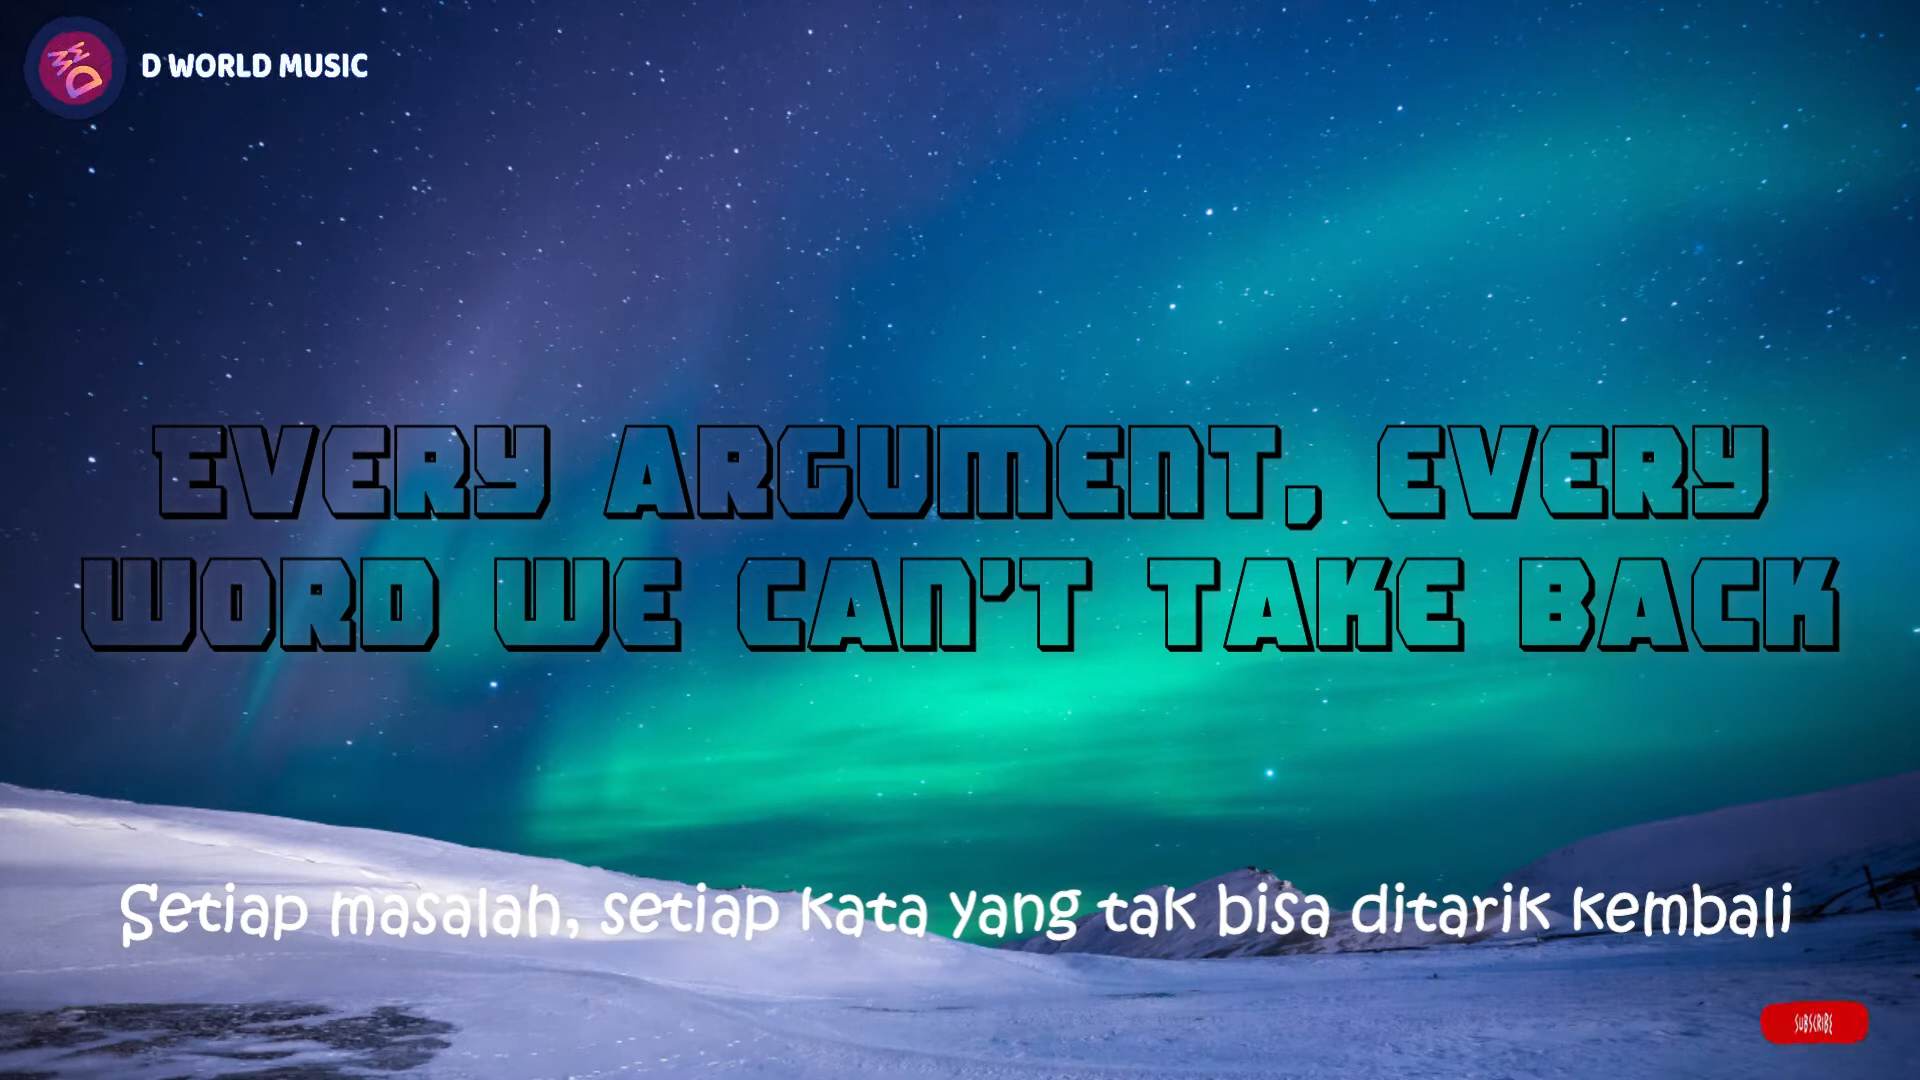 D WORLD MUSIC
EVERY ARGUMENT, EVERY
WORD WE CAN'T TAKE BACK
Setiap masalah, setiap kata yang tak bisa ditarik kembali
SUBSCRIBE